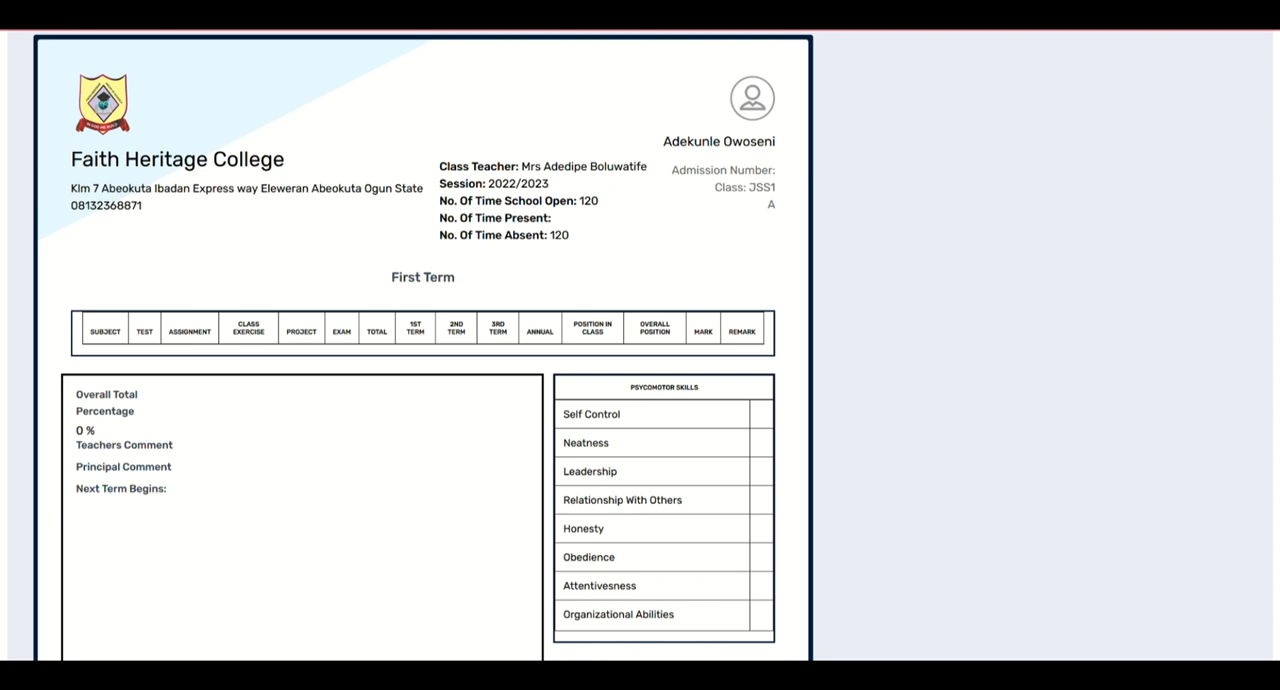 Faith Heritage College
Klm 7 Abeokuta Ibadan Express way Eleweran Abeokuta Ogun State
08132368871
Class Teacher: Mrs Adedipe Boluwatife
Session: 2022/2023
No. Of Time School Open: 120
No. Of Time Present:
No. Of Time Absent: 120
Adekunle Owoseni
Admission Number:
Class: JSS1
A
First Term
SUBJECT TEST ASSIGNMENT CLASS EXERCISE PROJECT EXAM TOTAL 1ST TERM 2ND TERM 3RD TERM ANNUAL POSITION IN CLASS OVERALL POSITION MARK REMARK
Overall Total
Percentage
0 %
Teachers Comment
Principal Comment
Next Term Begins:
PSYCOMOTOR SKILLS
Self Control
Neatness
Leadership
Relationship With Others
Honesty
Obedience
Attentivesness
Organizational Abilities